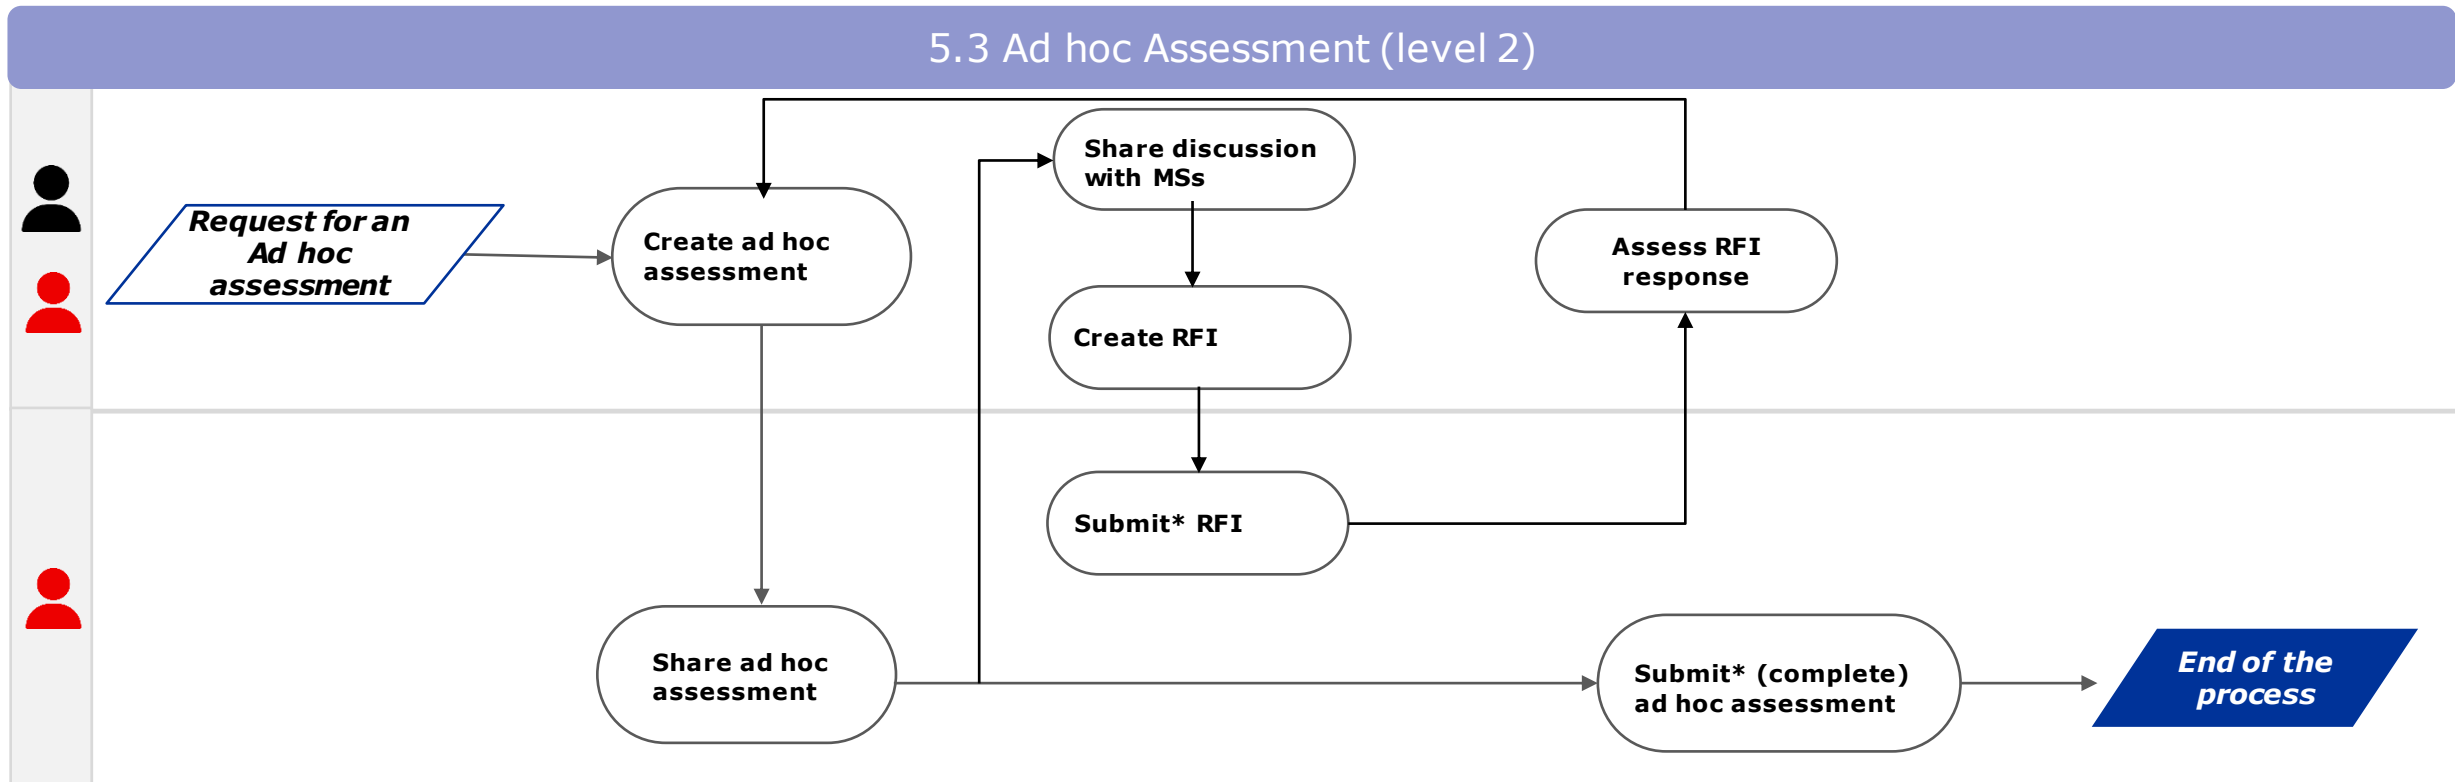 5.3 Ad hoc Assessment (level 2)
Share discussion
with MSs
Request for an
Ad hoc
assessment
Create ad hoc
assessment
Assess RFI
response
Create RFI
Submit* RFI
Share ad hoc
assessment
Submit* (complete)
ad hoc assessment
End of the
process